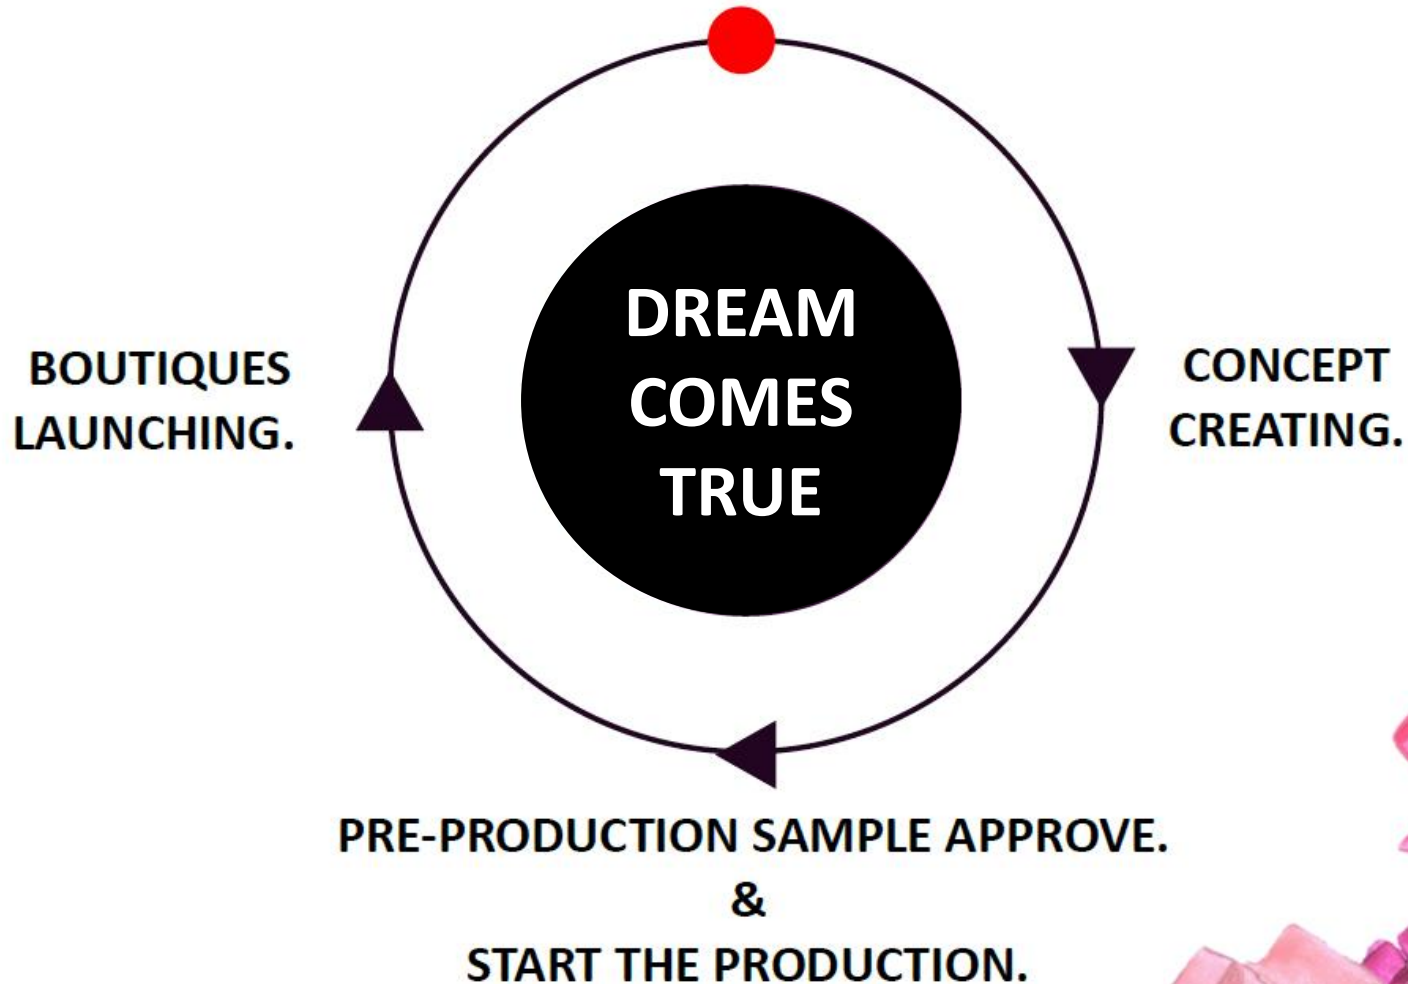 DREAM
COMES
TRUE
BOUTIQUES
LAUNCHING.
CONCEPT
CREATING.
PRE-PRODUCTION SAMPLE APPROVE.
&
START THE PRODUCTION.